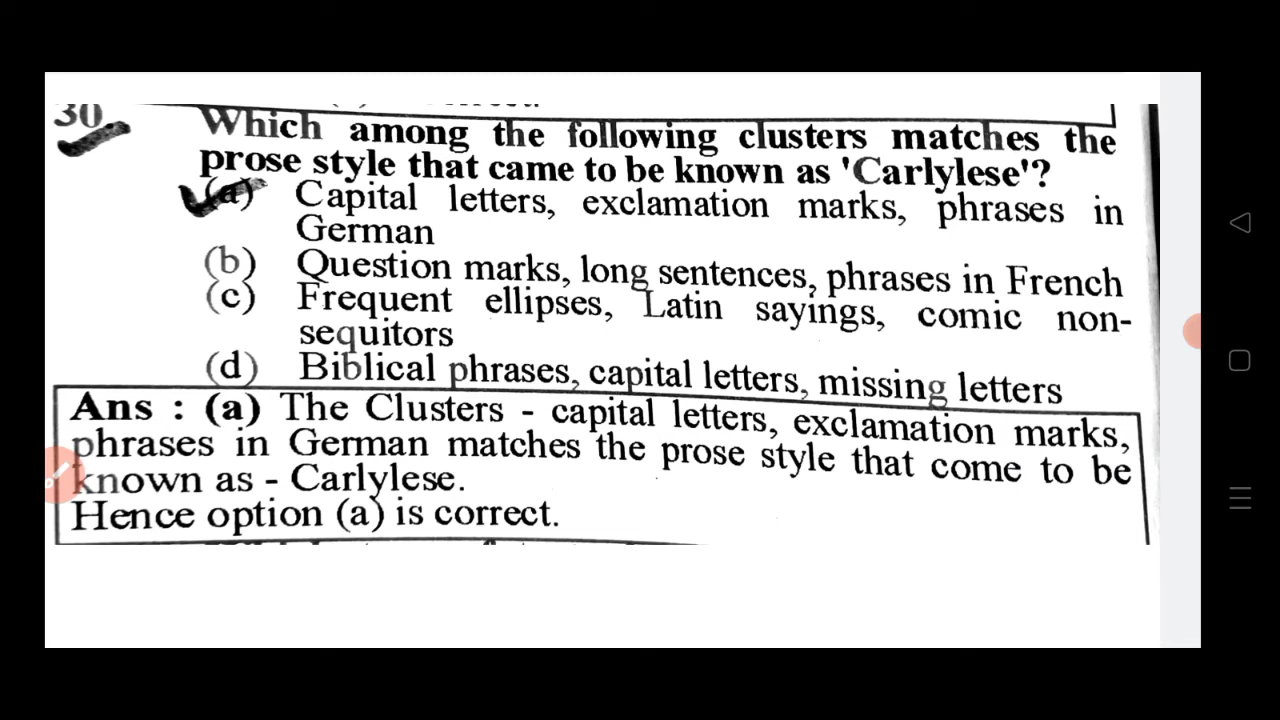 30.
Which among the following clusters matches the
prose style that came to be known as 'Carlylese'?
(a) Capital letters, exclamation marks, phrases in
German
(b) Question marks, long sentences, phrases in French
(c) Frequent ellipses, Latin sayings, comic non-
sequitors
(d) Biblical phrases, capital letters, missing letters
Ans : (a) The Clusters - capital letters, exclamation marks,
phrases in German matches the prose style that come to be
known as - Carlylese.
Hence option (a) is correct.